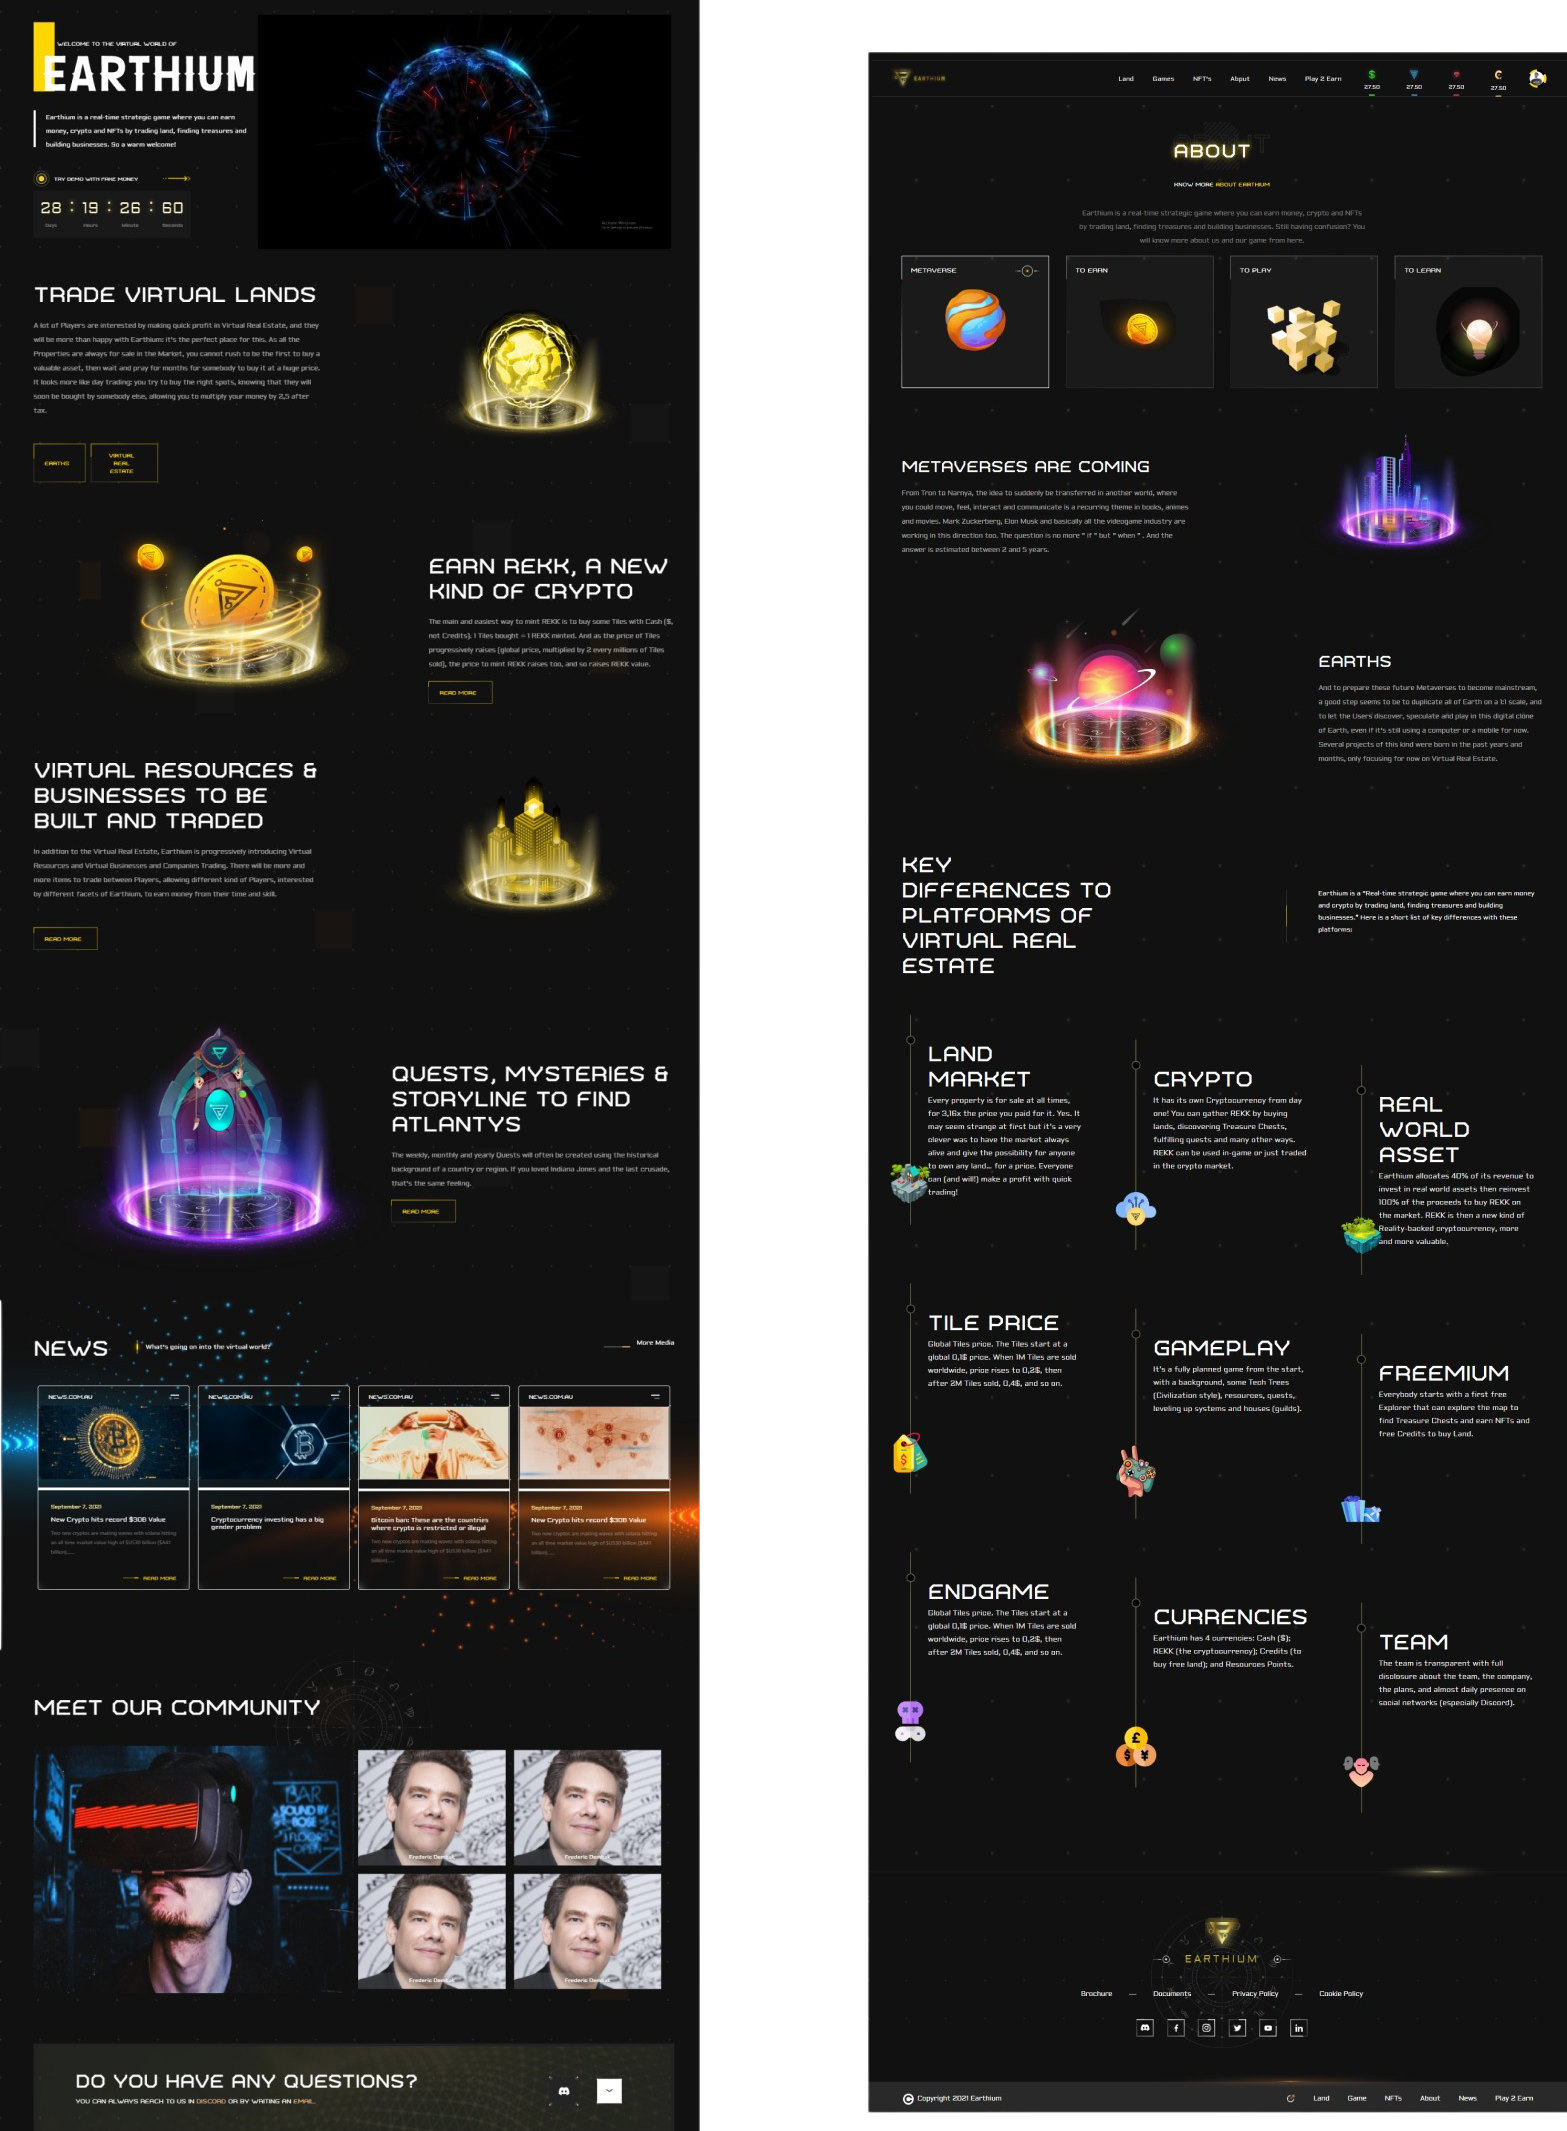 WELCOME TO THE VIRTUAL WORLD OF
EARTHIUM
Earthium is a real-time strategic game where you can earn
money, crypto and NFTs by trading land, finding treasures and
building businesses. So a warm welcome!
TRY DEMO WITH FAKE MONEY
28 : 19 : 26 : 60
Days Hours Minute Seconds
TRADE VIRTUAL LANDS
A lot of Players are interested by making quick profit in Virtual Real Estate, and they
will be more than happy with Earthium: it's the perfect place for this. As all the
Properties are always for sale in the Market, you cannot rush to be the first to buy a
valuable asset, then wait and pray for months for somebody to buy it at a huge price.
It looks more like day trading: you try to buy the right spots, knowing that they will
soon be bought by somebody else, allowing you to multiply your money by 2,5 after
tax.
EARTHS
VIRTUAL
REAL
ESTATE
EARN REKK, A NEW
KIND OF CRYPTO
The main and easiest way to mint REKK is to buy some Tiles with Cash ($,
not Credits). 1 Tiles bought = 1 REKK minted. And as the price of Tiles
progressively raises (global price, multiplied by 2 every millions of Tiles
sold), the price to mint REKK raises too, and so raises REKK value.
READ MORE
VIRTUAL RESOURCES &
BUSINESSES TO BE
BUILT AND TRADED
In addition to the Virtual Real Estate, Earthium is progressively introducing Virtual
Resources and Virtual Businesses and Companies Trading. There will be more and
more items to trade between Players, allowing different kind of Players, interested
by different facets of Earthium, to earn money from their time and skill.
READ MORE
QUESTS, MYSTERIES &
STORYLINE TO FIND
ATLANTYS
The weekly, monthly and yearly Quests will often be created using the historical
background of a country or region. If you loved Indiana Jones and the last crusade,
that's the same feeling.
READ MORE
NEWS
What's going on into the virtual world?
More Media
NEWS.COM.AU
September 7, 2021
New Crypto hits record $30B Value
Two new cryptos are making waves with solana hitting
an all time market value high of $US30 billion ($A41
billion)......
READ MORE
NEWS.COM.AU
September 7, 2021
Cryptocurrency investing has a big
gender problem
READ MORE
NEWS.COM.AU
September 7, 2021
Bitcoin ban: These are the countries
where crypto is restricted or illegal
Two new cryptos are making waves with solana hitting
an all time market value high of $US30 billion ($A41
billion)......
READ MORE
NEWS.COM.AU
September 7, 2021
New Crypto hits record $30B Value
Two new cryptos are making waves with solana hitting
an all time market value high of $US30 billion ($A41
billion)......
READ MORE
MEET OUR COMMUNITY
BAR
SOUND BY
BOSE
3 FLOORS
OPEN
Frederic
Frederic
Frederic
Frederic
DO YOU HAVE ANY QUESTIONS?
YOU CAN ALWAYS REACH TO US IN DISCORD OR BY WAITING AN EMAIL.
EARTHIUM
Land Games NFT's Abput News Play 2 Earn
27.50 27.50 27.50 27.50
ABOUT
KNOW MORE ABOUT EARTHIUM
Earthium is a real-time strategic game where you can earn money, crypto and NFTs
by trading land, finding treasures and building businesses. Still having confusion? You
will know more about us and our game from here.
METAVERSE
TO EARN
TO PLAY
TO LEARN
METAVERSES ARE COMING
From Tron to Narnya, the idea to suddenly be transferred in another world, where
you could move, feel, interact and communicate is a recurring theme in books, animes
and movies. Mark Zuckerberg, Elon Musk and basically all the videogame industry are
working in this direction too. The question is no more " if " but " when " . And the
answer is estimated between 2 and 5 years.
EARTHS
And to prepare these future Metaverses to become mainstream,
a good step seems to be to duplicate all of Earth on a 1:1 scale, and
to let the Users discover, speculate and play in this digital clone
of Earth, even if it's still using a computer or a mobile for now.
Several projects of this kind were born in the past years and
months, only focusing for now on Virtual Real Estate.
KEY
DIFFERENCES TO
PLATFORMS OF
VIRTUAL REAL
ESTATE
Earthium is a "Real-time strategic game where you can earn money
and crypto by trading land, finding treasures and building
businesses." Here is a short list of key differences with these
platforms:
LAND
MARKET
Every property is for sale at all times,
for 3,16x the price you paid for it. Yes. It
may seem strange at first but it's a very
clever was to have the market always
alive and give the possibility for anyone
to own any land... for a price. Everyone
can (and will!) make a profit with quick
trading!
CRYPTO
It has its own Cryptocurrency from day
one! You can gather REKK by buying
lands, discovering Treasure Chests,
fulfilling quests and many other ways.
REKK can be used in-game or just traded
in the crypto market.
REAL
WORLD
ASSET
Earthium allocates 40% of its revenue to
invest in real world assets then reinvest
100% of the proceeds to buy REKK on
the market. REKK is then a new kind of
Reality-backed cryptocurrency, more
and more valuable.
TILE PRICE
Global Tiles price. The Tiles start at a
global 0,1$ price. When 1M Tiles are sold
worldwide, price rises to 0,2$, then
after 2M Tiles sold, 0,4$, and so on.
GAMEPLAY
It's a fully planned game from the start,
with a background, some Tech Trees
(Civilization style), resources, quests,
leveling up systems and houses (guilds).
FREEMIUM
Everybody starts with a first free
Explorer that can explore the map to
find Treasure Chests and earn NFTs and
free Credits to buy Land.
ENDGAME
Global Tiles price. The Tiles start at a
global 0,1$ price. When 1M Tiles are sold
worldwide, price rises to 0,2$, then
after 2M Tiles sold, 0,4$, and so on.
CURRENCIES
Earthium has 4 currencies: Cash ($);
REKK (the cryptocurrency); Credits (to
buy free land); and Resources Points.
TEAM
The team is transparent with full
disclosure about the team, the company,
the plans, and almost daily presence on
social networks (especially Discord).
EARTHIUM
Brochure — Documents — Privacy Policy — Cookie Policy
Copyright 2021 Earthium
Land Game NFTs About News Play 2 Earn